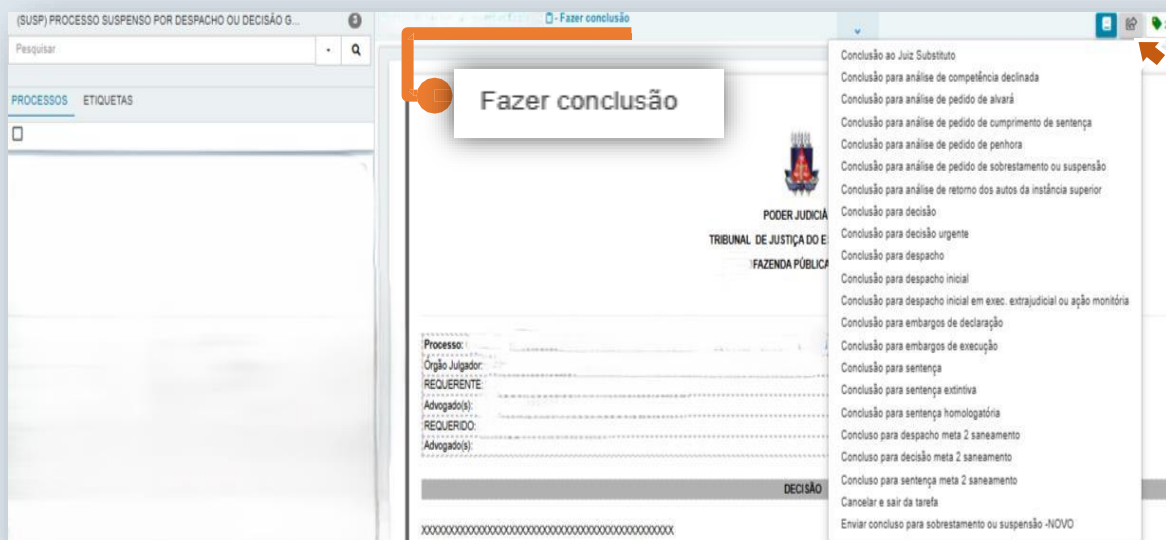 (SUSP) PROCESSO SUSPENSO POR DESPACHO OU DECISÃO G...
Pesquisar
PROCESSOS ETIQUETAS
- Fazer conclusão
Fazer conclusão
PODER JUDICIÁ
TRIBUNAL DE JUSTIÇA DO E
FAZENDA PÚBLICA
Processo:
Órgão Julgador:
REQUERENTE:
Advogado(s):
REQUERIDO:
Advogado(s):
DECISÃO
XXXXXXXXXXXXXXXXXXXXXXXXXXXXXXXXXXXXXXXXXXXXX
Conclusão ao Juiz Substituto
Conclusão para análise de competência declinada
Conclusão para análise de pedido de alvará
Conclusão para análise de pedido de cumprimento de sentença
Conclusão para análise de pedido de penhora
Conclusão para análise de pedido de sobrestamento ou suspensão
Conclusão para análise de retorno dos autos da instância superior
Conclusão para decisão
Conclusão para decisão urgente
Conclusão para despacho
Conclusão para despacho inicial
Conclusão para despacho inicial em exec. extrajudicial ou ação monitória
Conclusão para embargos de declaração
Conclusão para embargos de execução
Conclusão para sentença
Conclusão para sentença extintiva
Conclusão para sentença homologatória
Concluso para despacho meta 2 saneamento
Concluso para decisão meta 2 saneamento
Concluso para sentença meta 2 saneamento
Cancelar e sair da tarefa
Enviar concluso para sobrestamento ou suspensão -NOVO